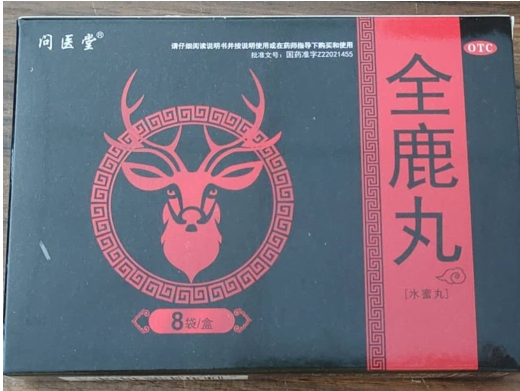 问医堂®
请仔细阅读说明书并按说明使用或在药师指导下购买和使用
批准文号：国药准字Z22021455
OTC
全鹿丸
[水蜜丸]
8袋/盒